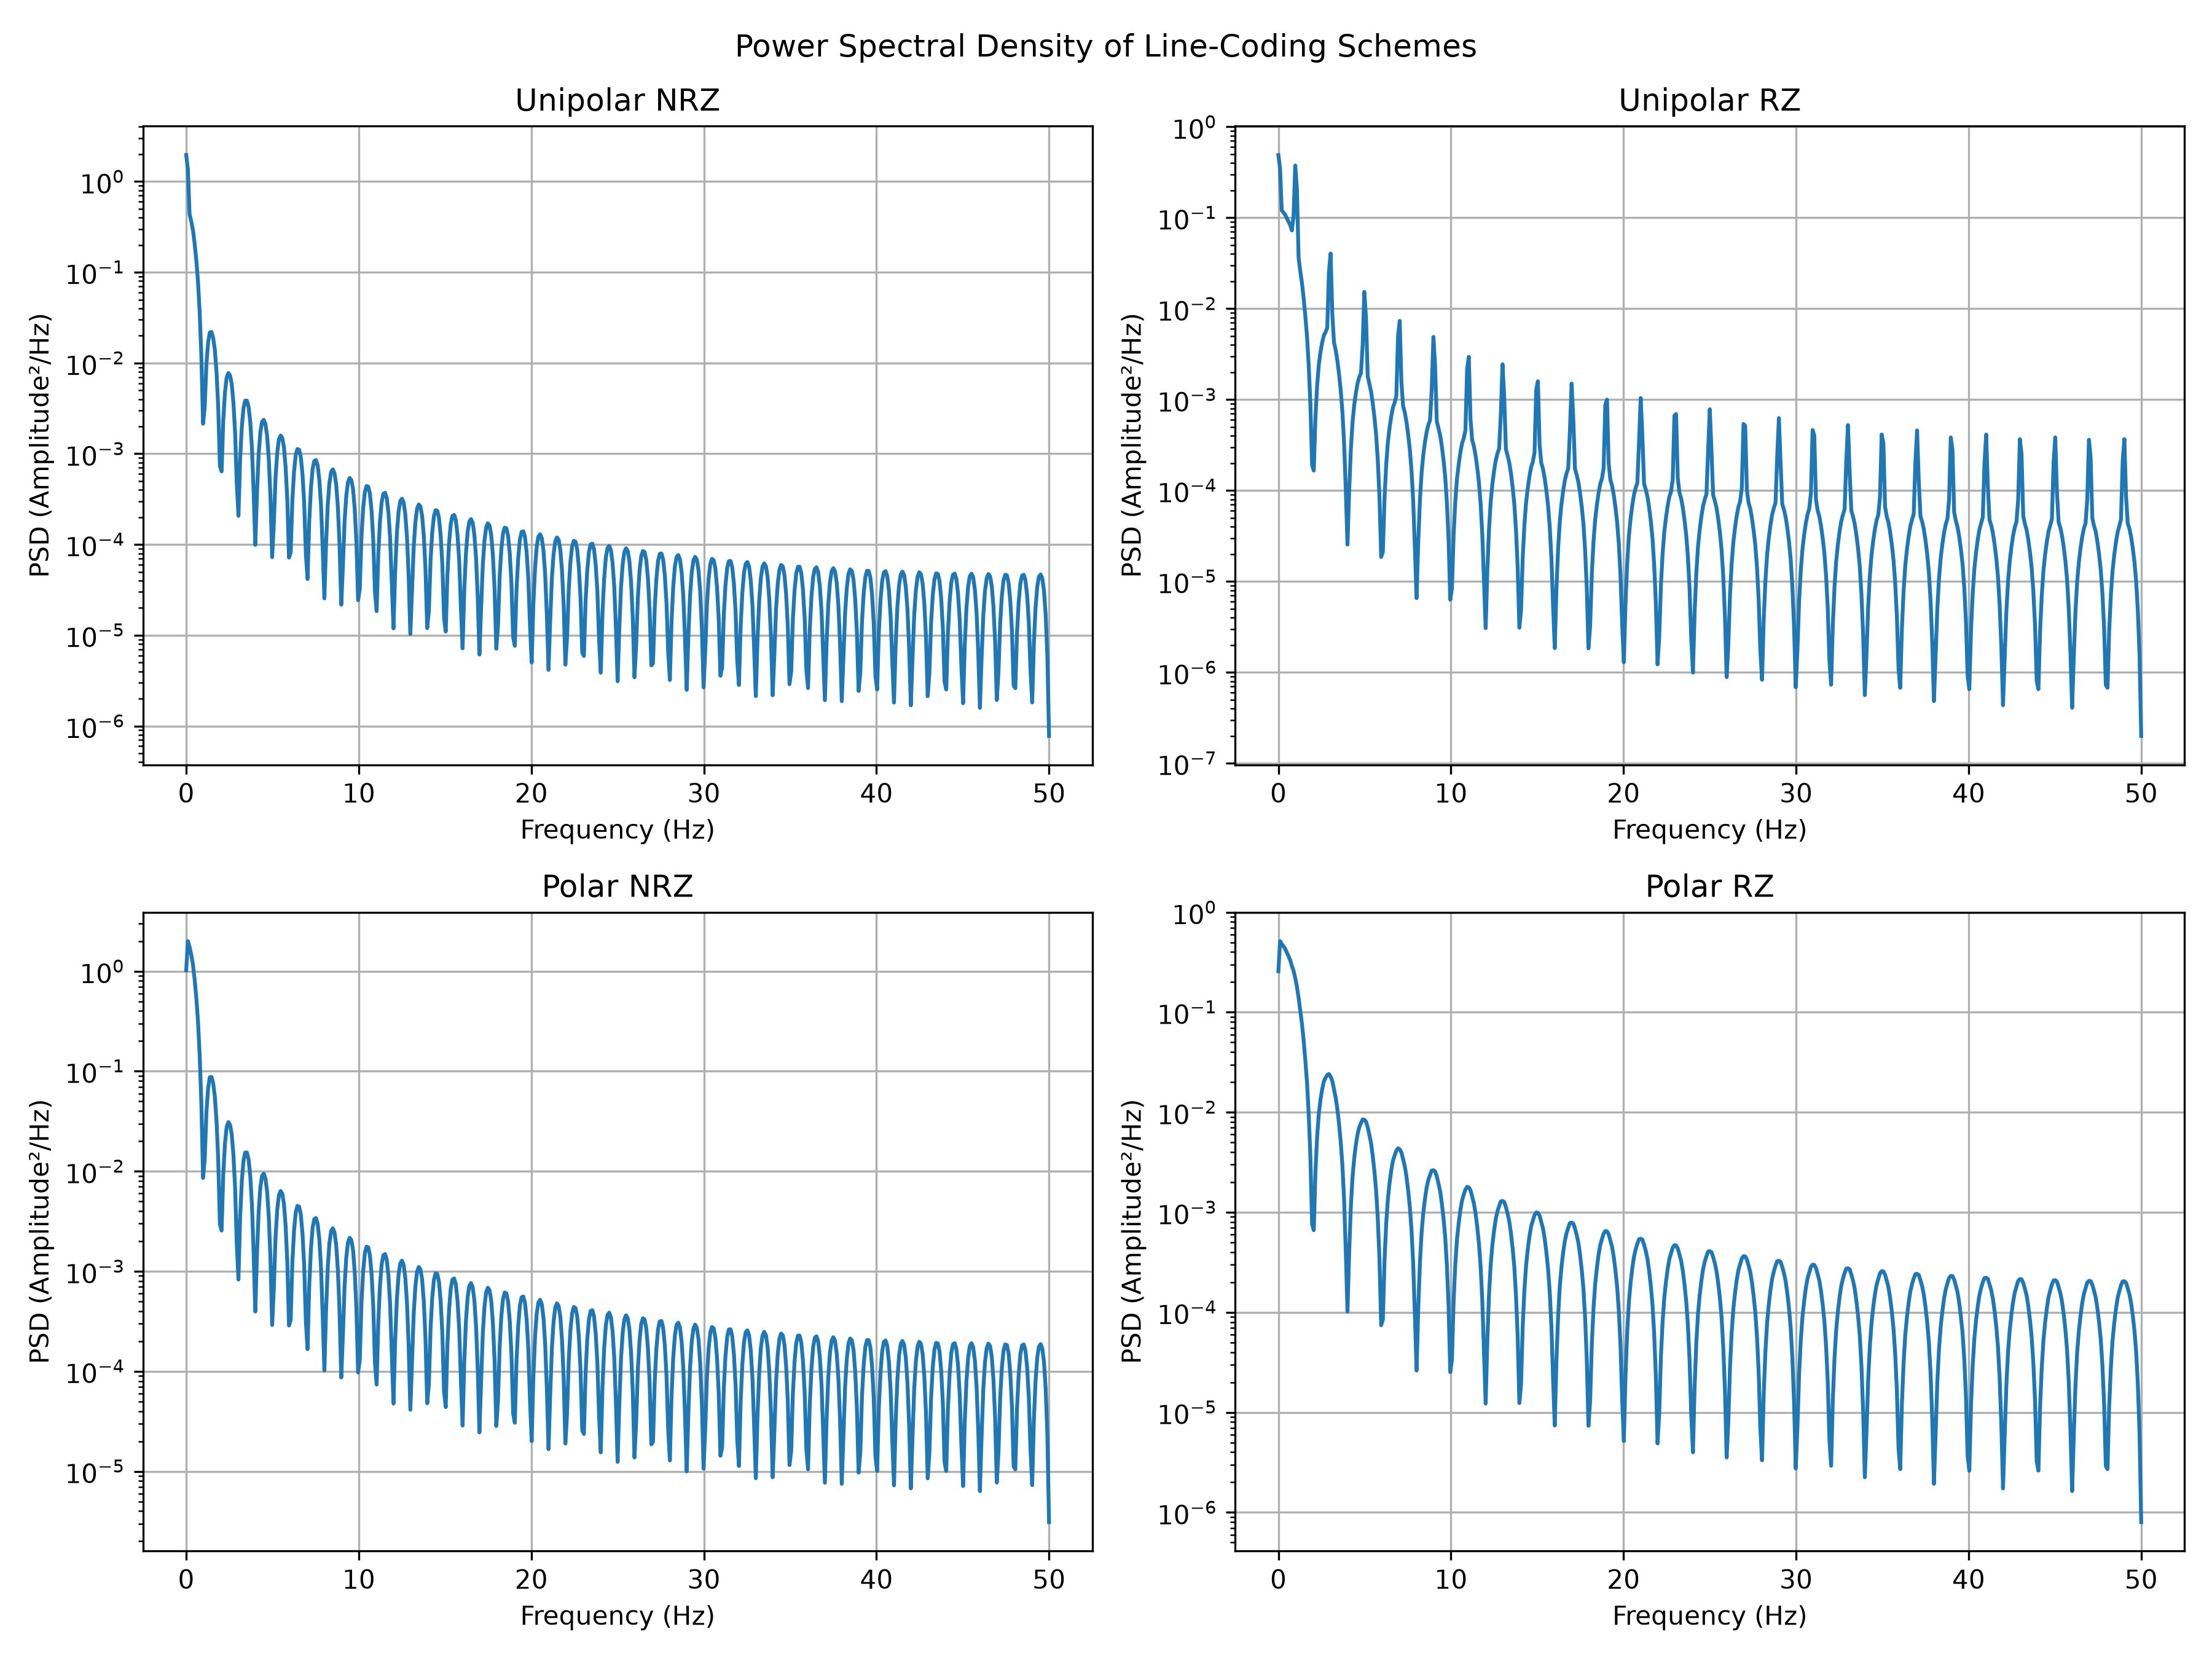 Power Spectral Density of Line-Coding Schemes
Unipolar NRZ
PSD (Amplitude²/Hz)
10⁰
10⁻¹
10⁻²
10⁻³
10⁻⁴
10⁻⁵
10⁻⁶
0 10 20 30 40 50
Frequency (Hz)
Unipolar RZ
PSD (Amplitude²/Hz)
10⁰
10⁻¹
10⁻²
10⁻³
10⁻⁴
10⁻⁵
10⁻⁶
10⁻⁷
0 10 20 30 40 50
Frequency (Hz)
Polar NRZ
PSD (Amplitude²/Hz)
10⁰
10⁻¹
10⁻²
10⁻³
10⁻⁴
10⁻⁵
0 10 20 30 40 50
Frequency (Hz)
Polar RZ
PSD (Amplitude²/Hz)
10⁰
10⁻¹
10⁻²
10⁻³
10⁻⁴
10⁻⁵
10⁻⁶
0 10 20 30 40 50
Frequency (Hz)